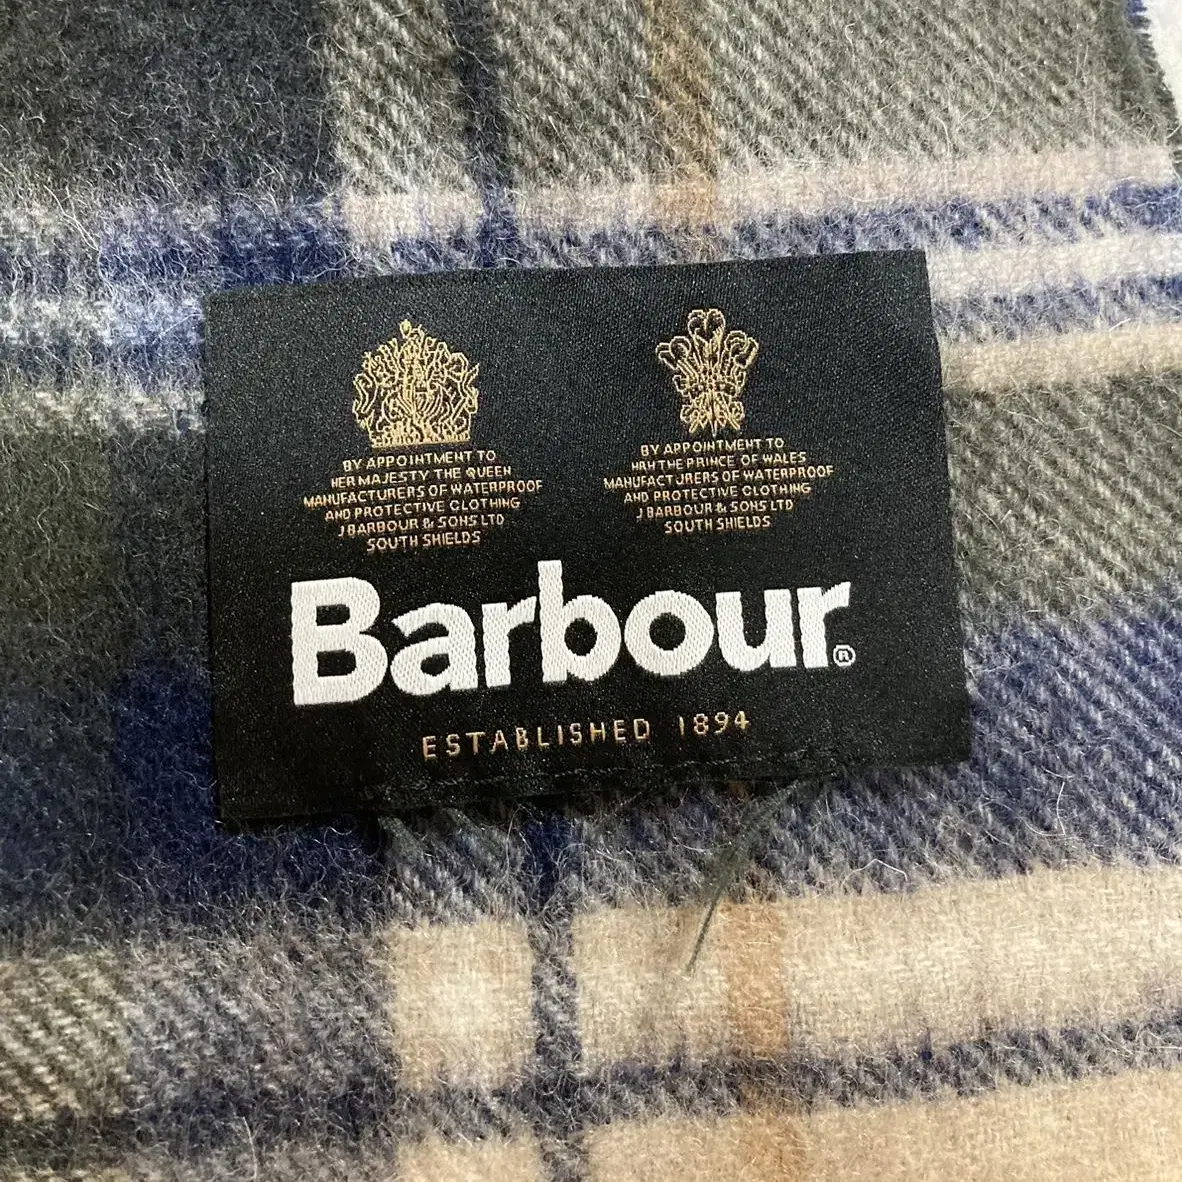 BY APPOINTMENT TO
HER MAJESTY THE QUEEN
MANUFACTURERS OF WATERPROOF
AND PROTECTIVE CLOTHING
J BARBOUR & SONS LTD
SOUTH SHIELDS
BY APPOINTMENT TO
HRH THE PRINCE OF WALES
MANUFACTURERS OF WATERPROOF
AND PROTECTIVE CLOTHING
J BARBOUR & SONS LTD
SOUTH SHIELDS
Barbour®
ESTABLISHED 1894